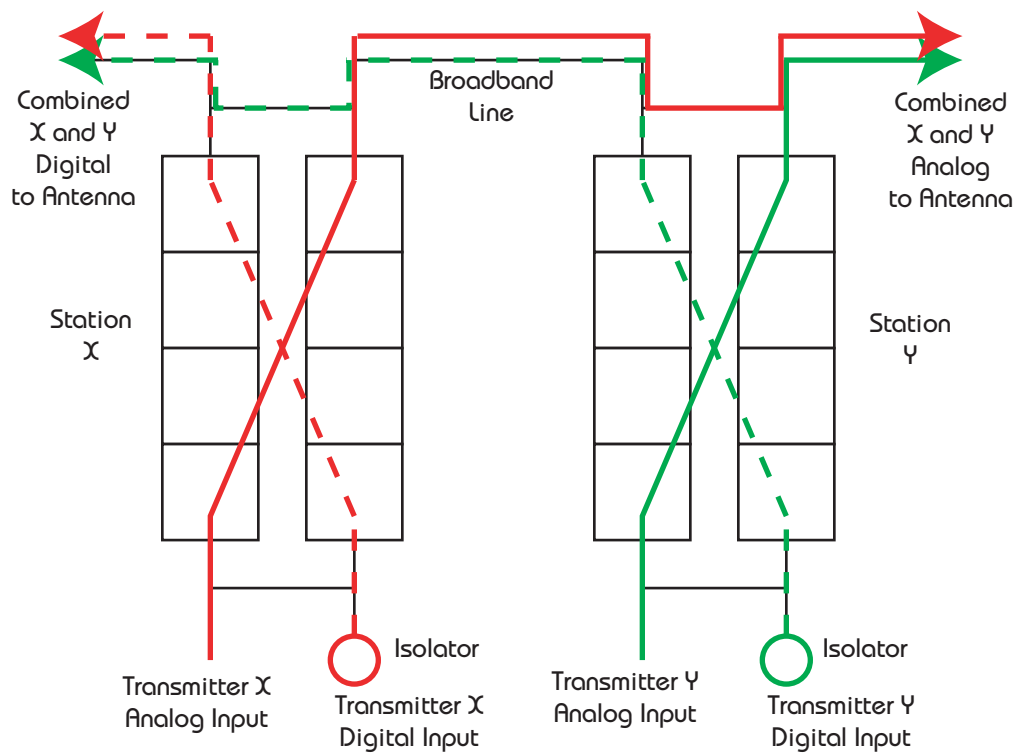 Combined
X and Y
Digital
to Antenna
Broadband
Line
Combined
X and Y
Analog
to Antenna
Station
X
Station
Y
Isolator
Isolator
Transmitter X
Analog Input
Transmitter X
Digital Input
Transmitter Y
Analog Input
Transmitter Y
Digital Input